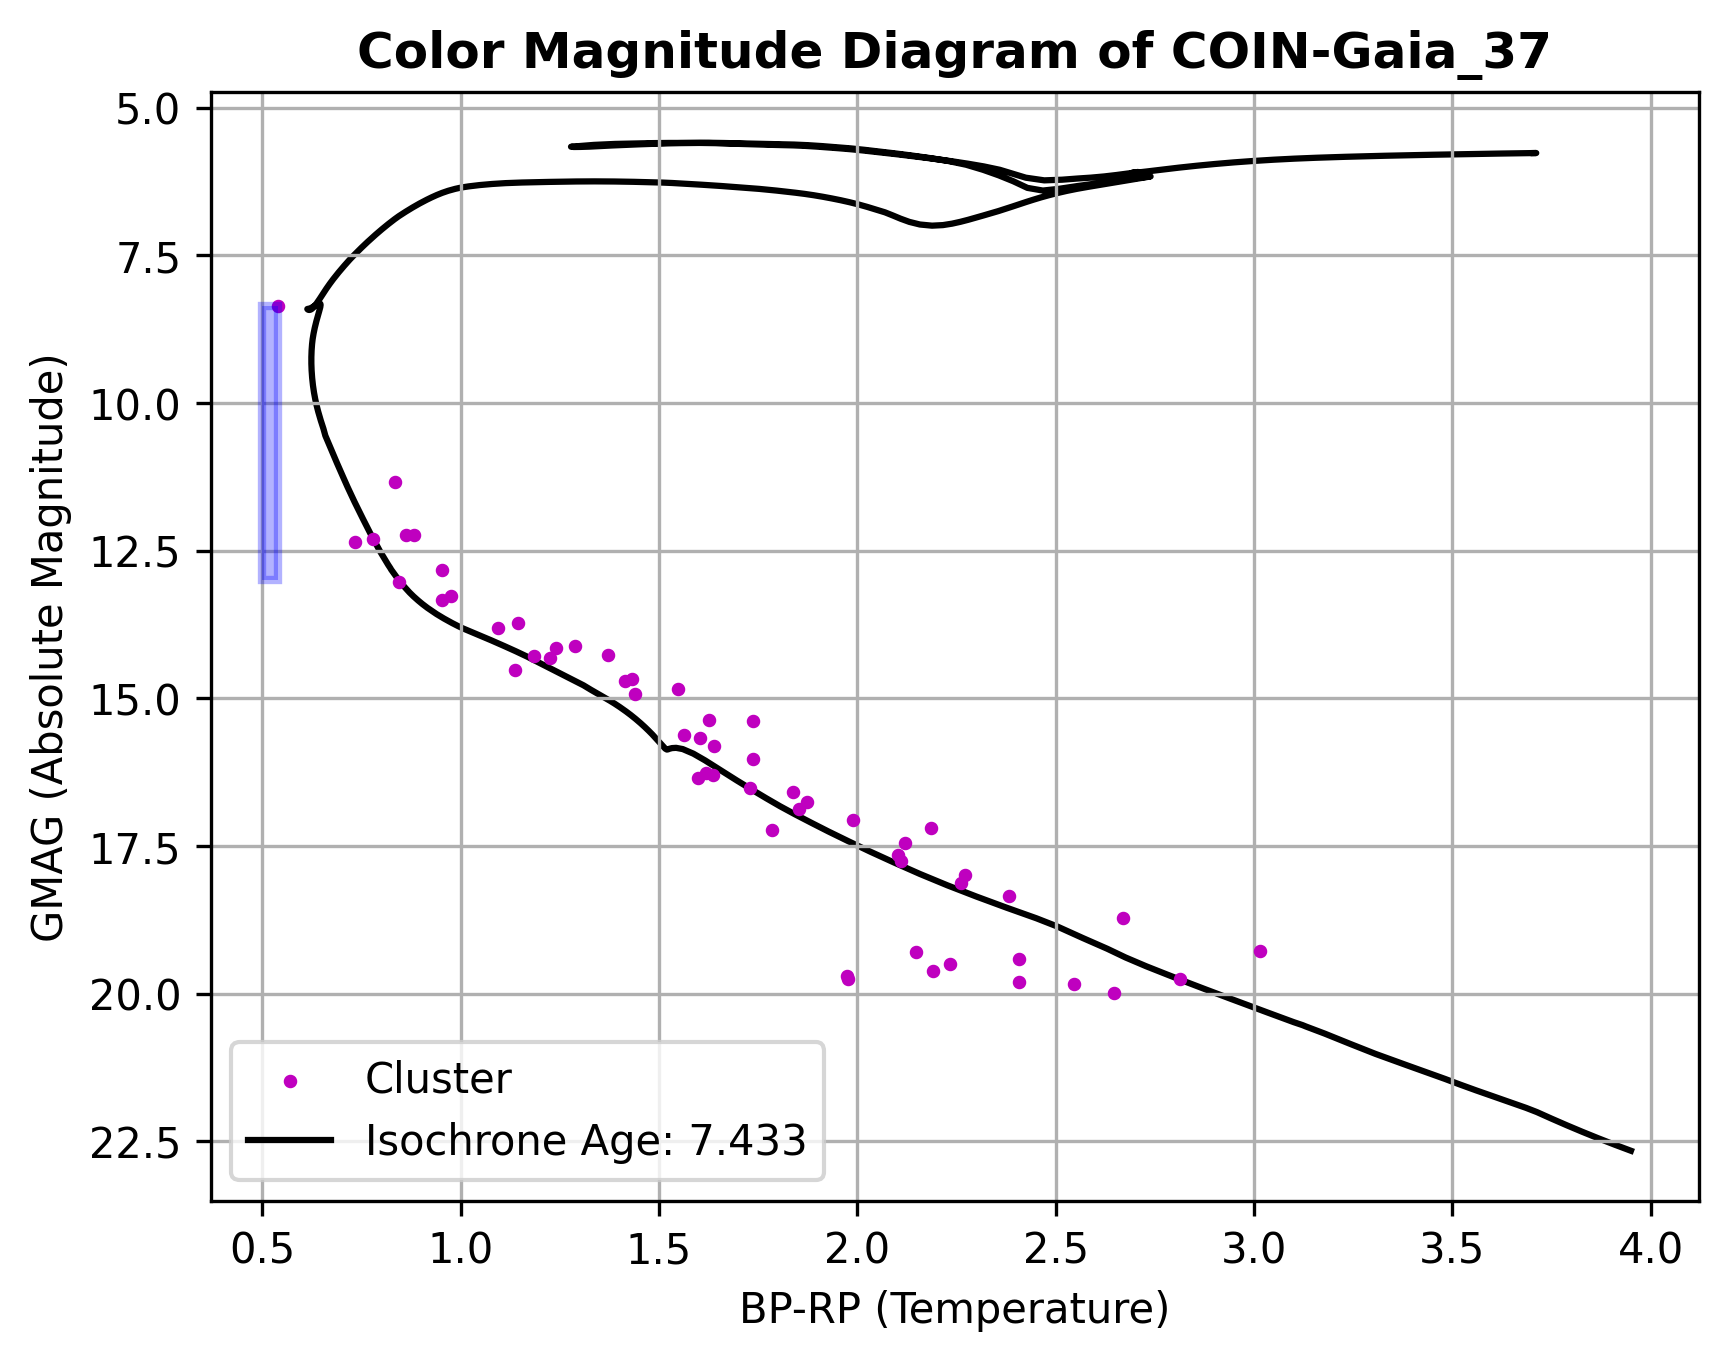 Color Magnitude Diagram of COIN-Gaia_37
GMAG (Absolute Magnitude)
5.0
7.5
10.0
12.5
15.0
17.5
20.0
22.5
Cluster
Isochrone Age: 7.433
0.5 1.0 1.5 2.0 2.5 3.0 3.5 4.0
BP-RP (Temperature)